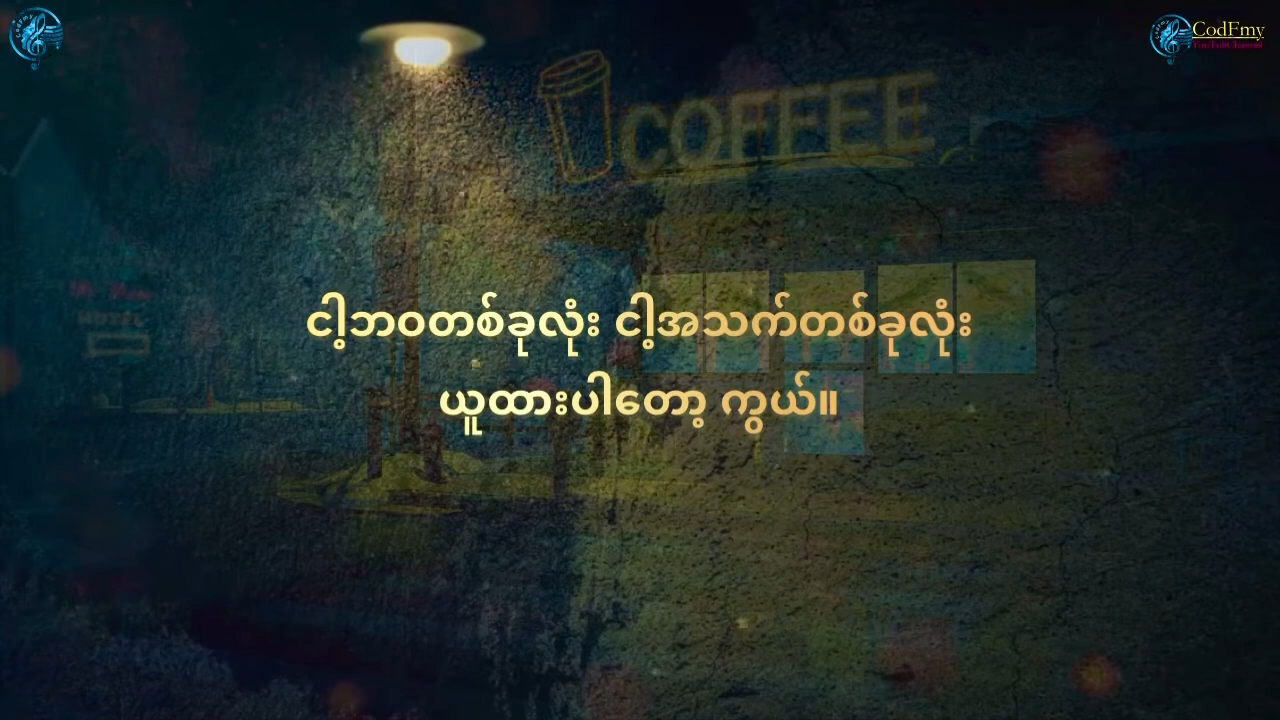 CodFmy
COFFEE
ငါ့ဘဝတစ်ခုလုံး ငါ့အသက်တစ်ခုလုံး
ယူထားပါတော့ ကွယ်။